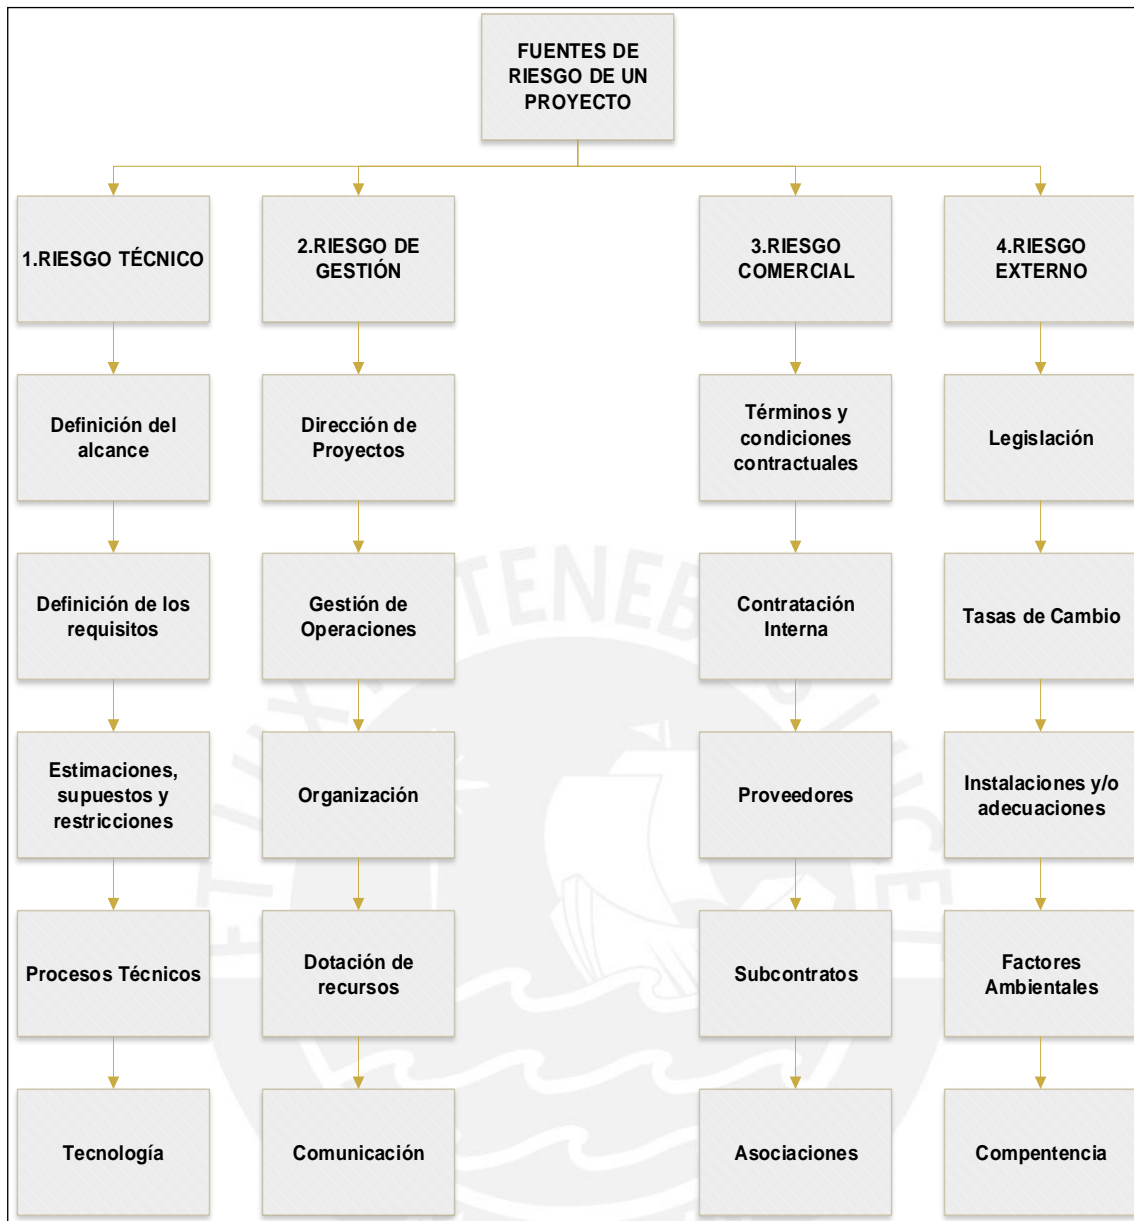 FUENTES DE
RIESGO DE UN
PROYECTO
1.RIESGO TÉCNICO
2.RIESGO DE
GESTIÓN
3.RIESGO
COMERCIAL
4.RIESGO
EXTERNO
Definición del
alcance
Dirección de
Proyectos
Términos y
condiciones
contractuales
Legislación
Definición de los
requisitos
Gestión de
Operaciones
Contratación
Interna
Tasas de Cambio
Estimaciones,
supuestos y
restricciones
Organización
Proveedores
Instalaciones y/o
adecuaciones
Procesos Técnicos
Dotación de
recursos
Subcontratos
Factores
Ambientales
Tecnología
Comunicación
Asociaciones
Compentencia